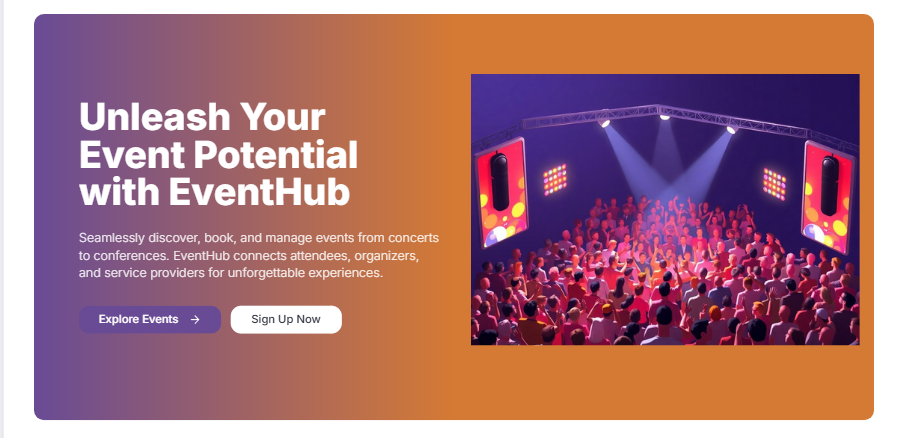 Unleash Your
Event Potential
with EventHub
Seamlessly discover, book, and manage events from concerts
to conferences. EventHub connects attendees, organizers,
and service providers for unforgettable experiences.
Explore Events →
Sign Up Now